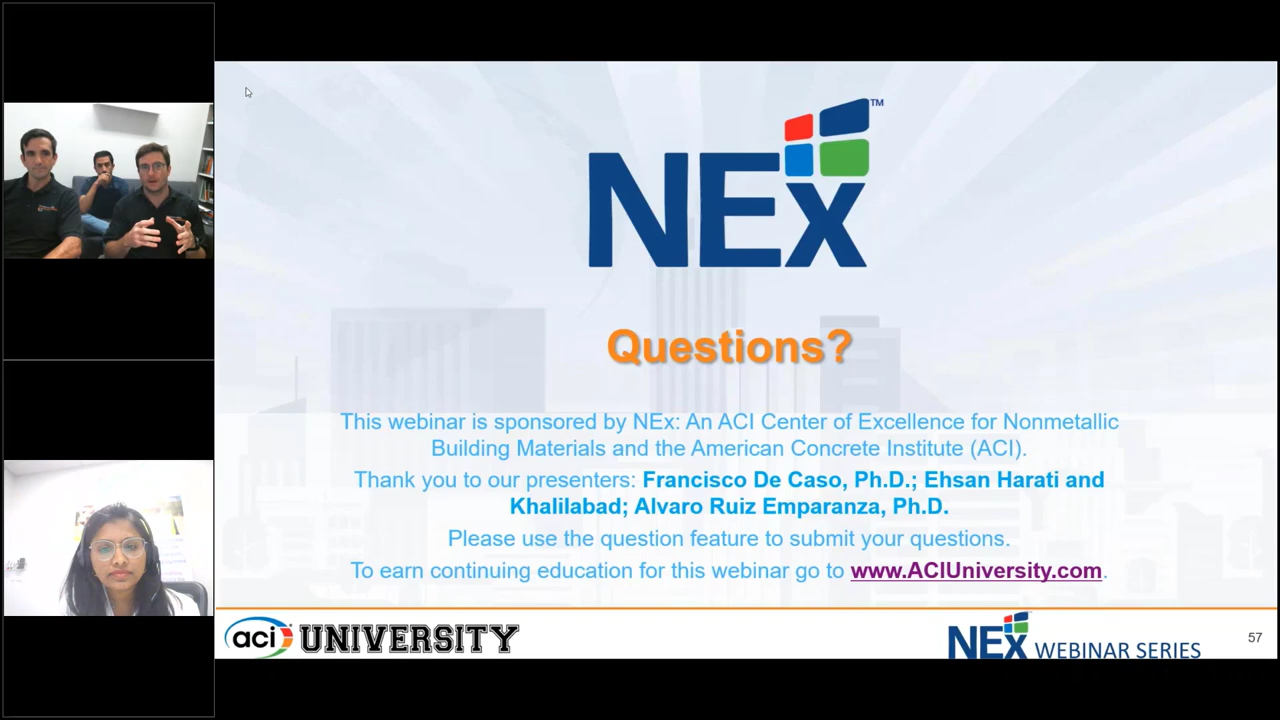 NEx™
Questions?
This webinar is sponsored by NEx: An ACI Center of Excellence for Nonmetallic
Building Materials and the American Concrete Institute (ACI).
Thank you to our presenters: Francisco De Caso, Ph.D.; Ehsan Harati and
Khalilabad; Alvaro Ruiz Emparanza, Ph.D.
Please use the question feature to submit your questions.
To earn continuing education for this webinar go to www.ACIUniversity.com.
aci UNIVERSITY
NEx WEBINAR SERIES
57